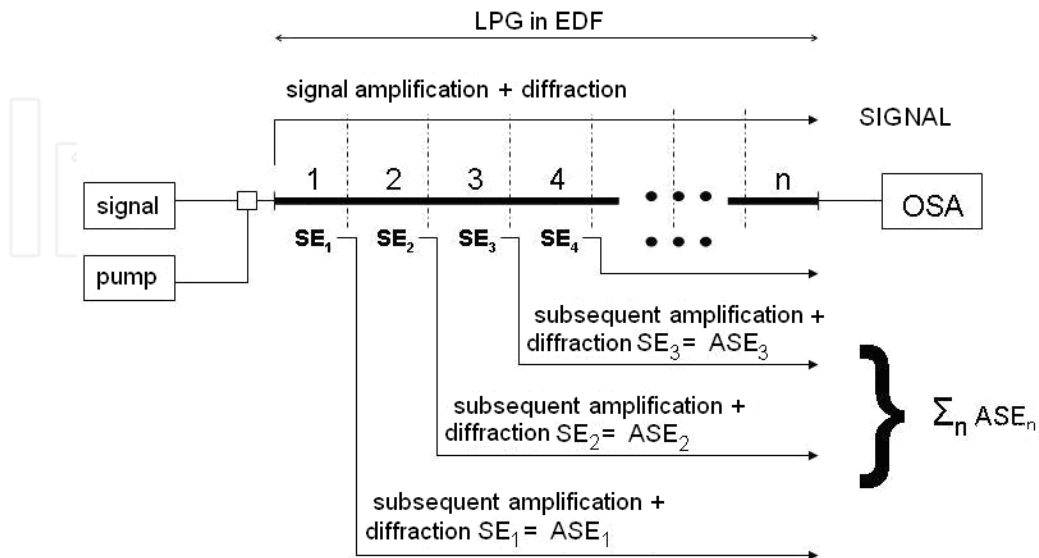 LPG in EDF
signal amplification + diffraction
SIGNAL
1 2 3 4 n
signal
OSA
SE₁ SE₂ SE₃ SE₄
pump
subsequent amplification +
diffraction SE₃= ASE₃
subsequent amplification +
diffraction SE₂= ASE₂
} Σₙ ASEₙ
subsequent amplification +
diffraction SE₁= ASE₁